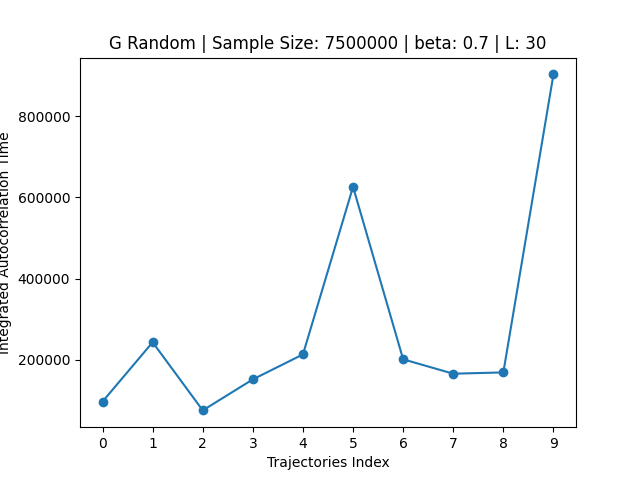 G Random | Sample Size: 7500000 | beta: 0.7 | L: 30
800000
600000
400000
200000
Integrated Autocorrelation Time
0 1 2 3 4 5 6 7 8 9
Trajectories Index